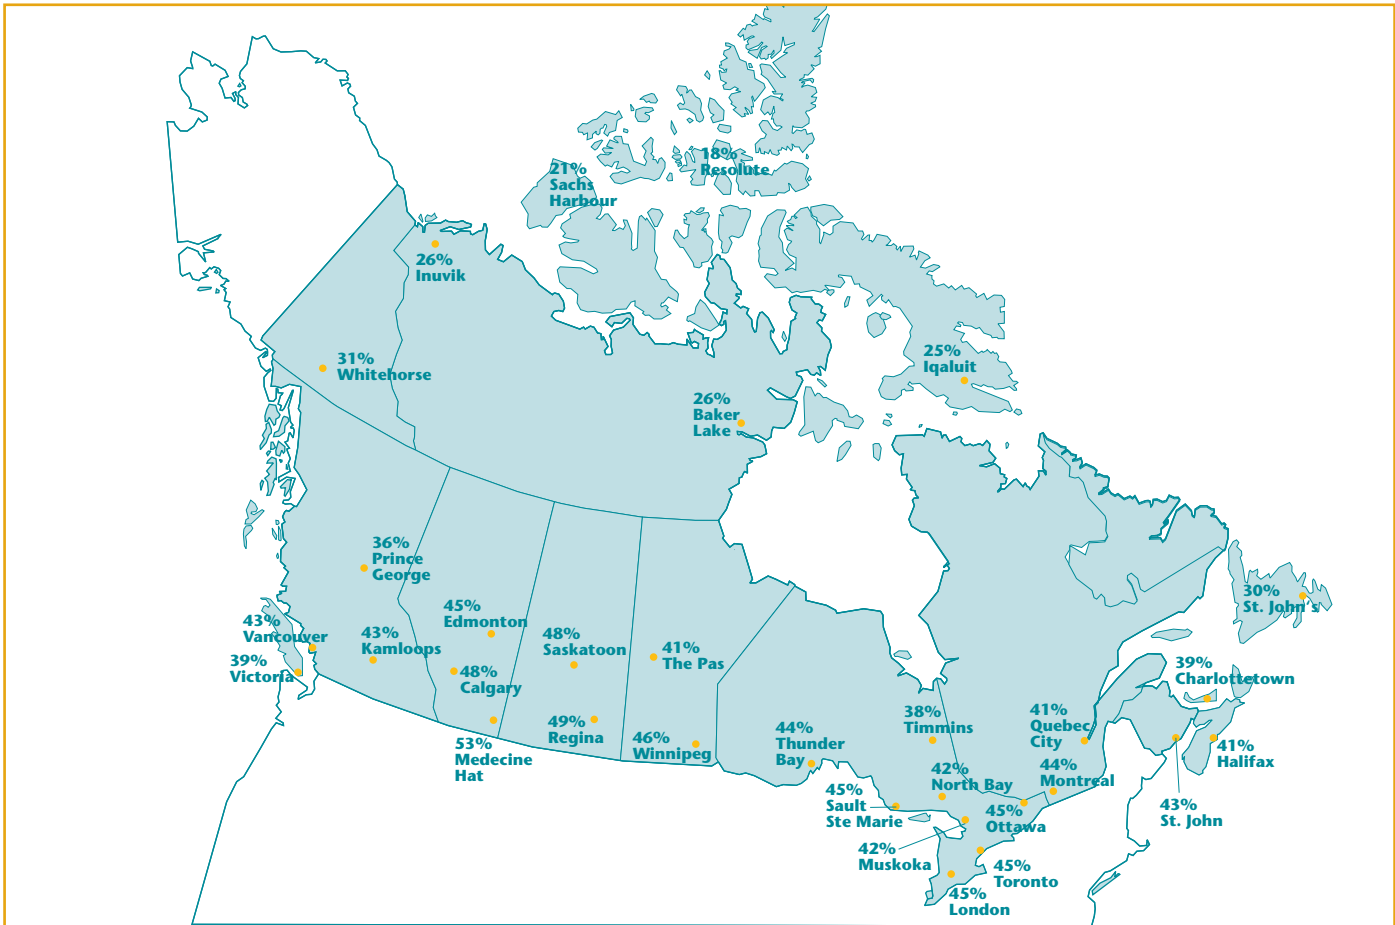 18%
Resolute
21%
Sachs
Harbour
26%
Inuvik
31%
Whitehorse
25%
Iqaluit
26%
Baker
Lake
36%
Prince
George
30%
St. John's
45%
Edmonton
43%
Vancouver
43%
Kamloops
48%
Saskatoon
41%
The Pas
39%
Victoria
48%
Calgary
39%
Charlottetown
49%
Regina
46%
Winnipeg
44%
Thunder
Bay
38%
Timmins
41%
Quebec
City
53%
Medecine
Hat
41%
Halifax
42%
North Bay
44%
Montreal
45%
Sault
Ste Marie
45%
Ottawa
43%
St. John
42%
Muskoka
45%
Toronto
45%
London